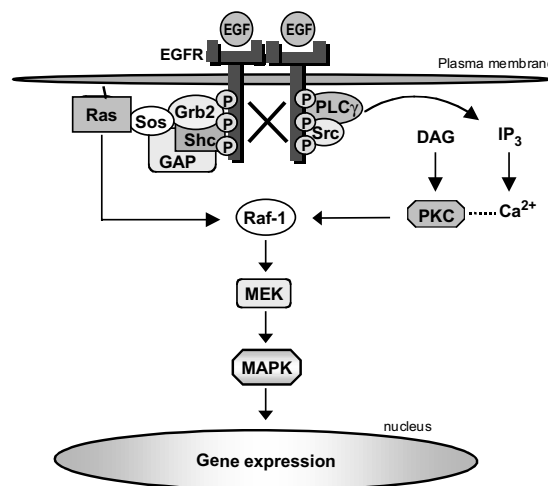 EGF EGF
EGFR
Plasma membrane
P P
Ras Sos Grb2 PLCγ
P P
Shc Src
P P
GAP
DAG IP3
Raf-1 PKC Ca2+
MEK
MAPK
nucleus
Gene expression